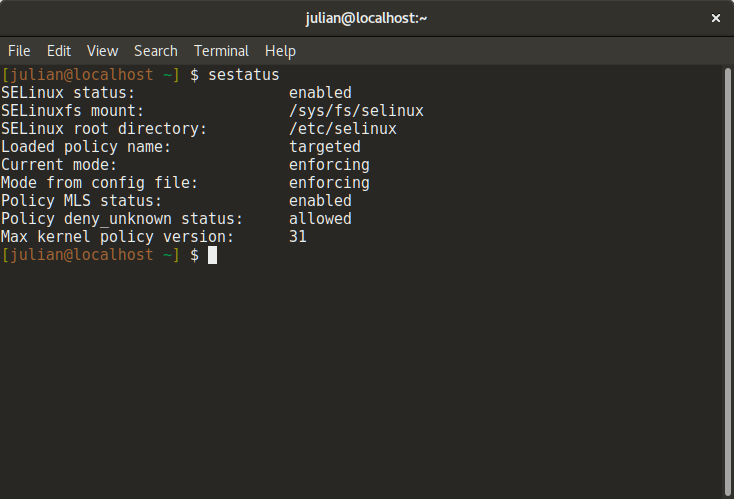 julian@localhost:~
File Edit View Search Terminal Help
[julian@localhost ~] $ sestatus
SELinux status:                 enabled
SELinuxfs mount:                /sys/fs/selinux
SELinux root directory:         /etc/selinux
Loaded policy name:             targeted
Current mode:                   enforcing
Mode from config file:          enforcing
Policy MLS status:              enabled
Policy deny_unknown status:     allowed
Max kernel policy version:      31
[julian@localhost ~] $